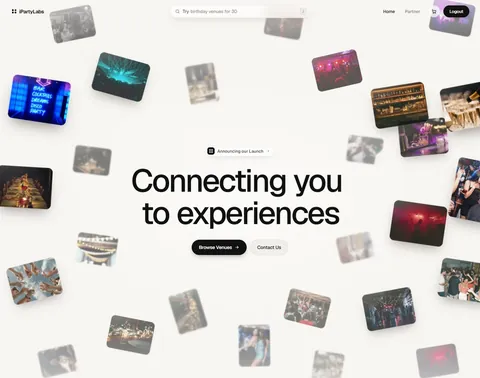 iPartyLabs
Try birthday venues for 30
Home
Partner
Logout
Announcing our Launch
Connecting you
to experiences
Browse Venues →
Contact Us